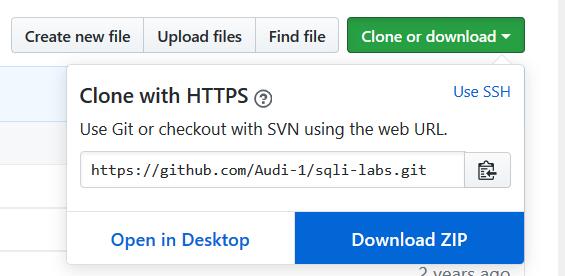 Create new file Upload files Find file Clone or download
Clone with HTTPS ?
Use SSH
Use Git or checkout with SVN using the web URL.
https://github.com/Audi-1/sqli-labs.git
Open in Desktop Download ZIP
2 years ago